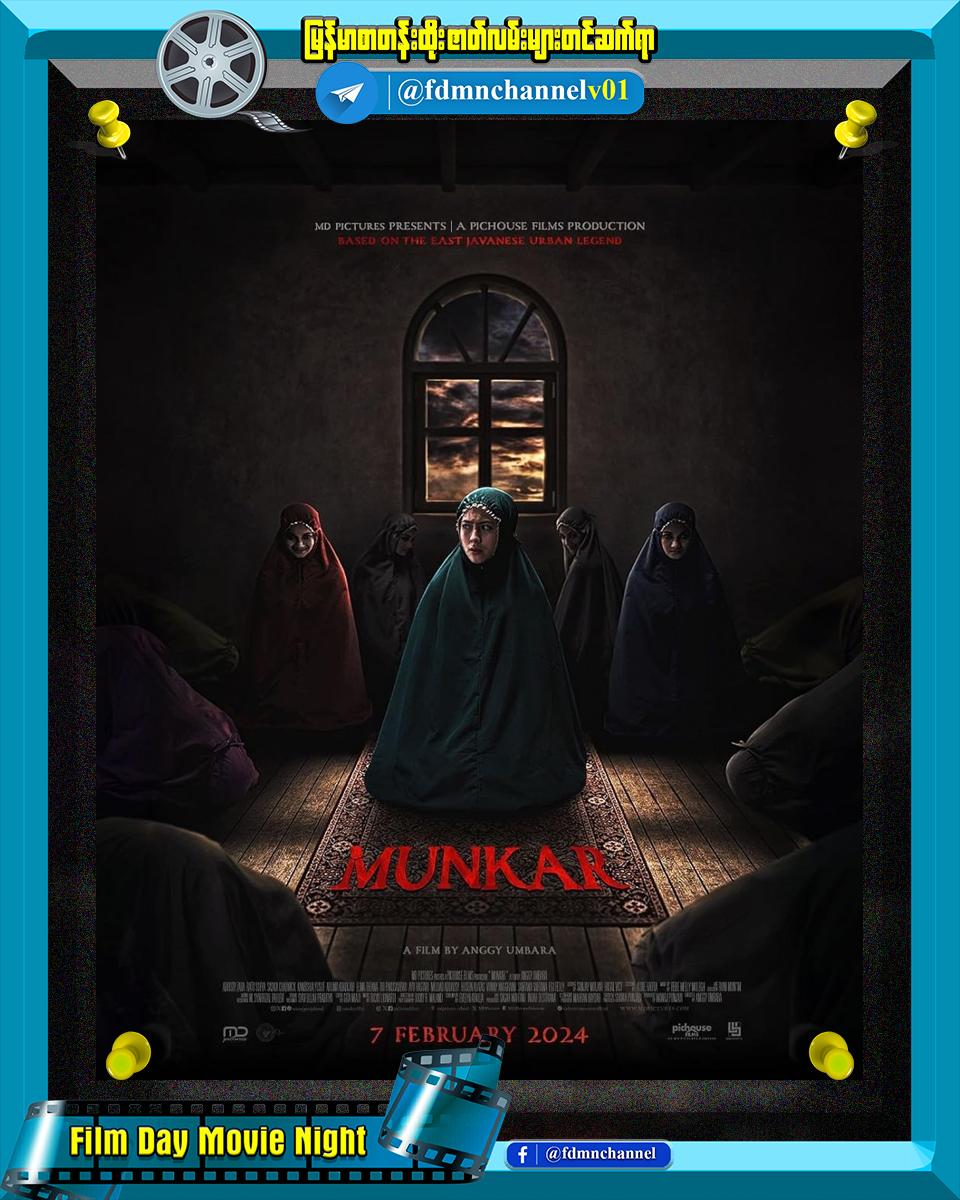 မြန်မာစာတန်းထိုးဇာတ်လမ်းများတင်ဆက်ရာ
@fdmnchannelv01
MD PICTURES PRESENTS | A PICHOUSE FILMS PRODUCTION
BASED ON THE EAST JAVANESE URBAN LEGEND
MUNKAR
A FILM BY ANGGY UMBARA
7 FEBRUARY 2024
MD
pichouse
FILMS
Film Day Movie Night
@fdmnchannel